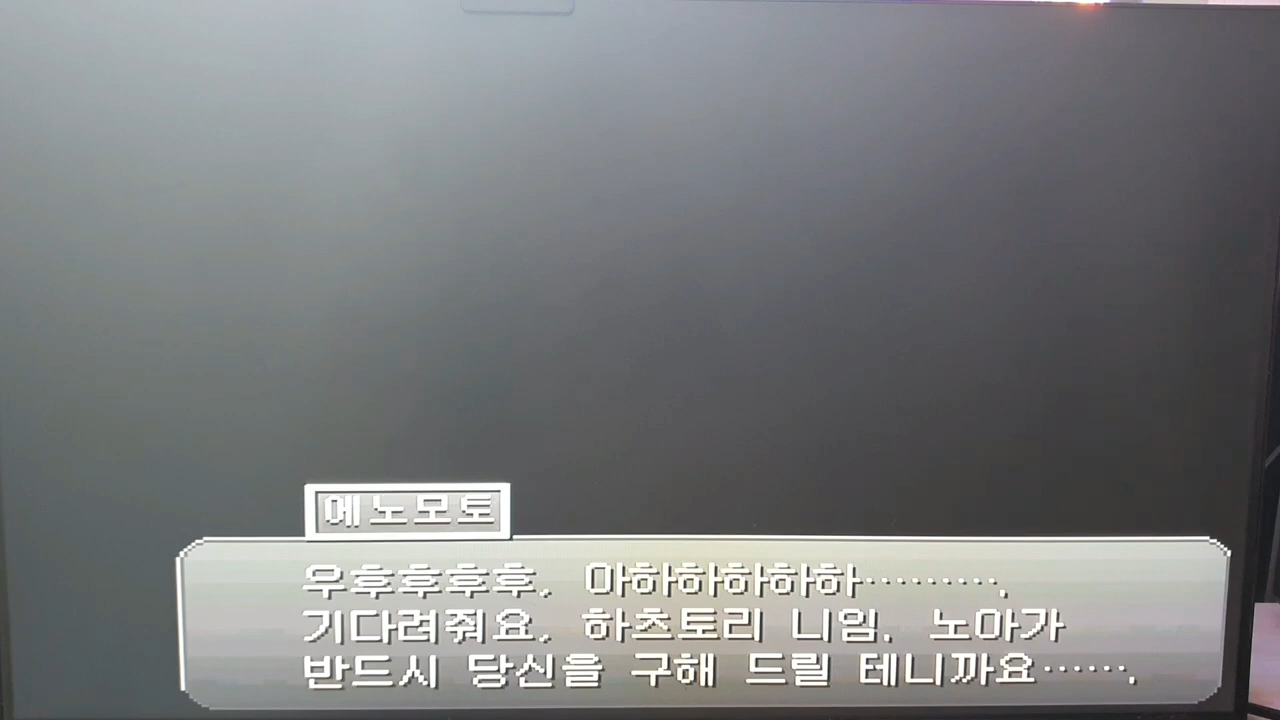 에노모토
우후후후후. 아하하하하하………. 
기다려줘요. 하츠토리 니임. 노아가
반드시 당신을 구해 드릴 테니까요…….